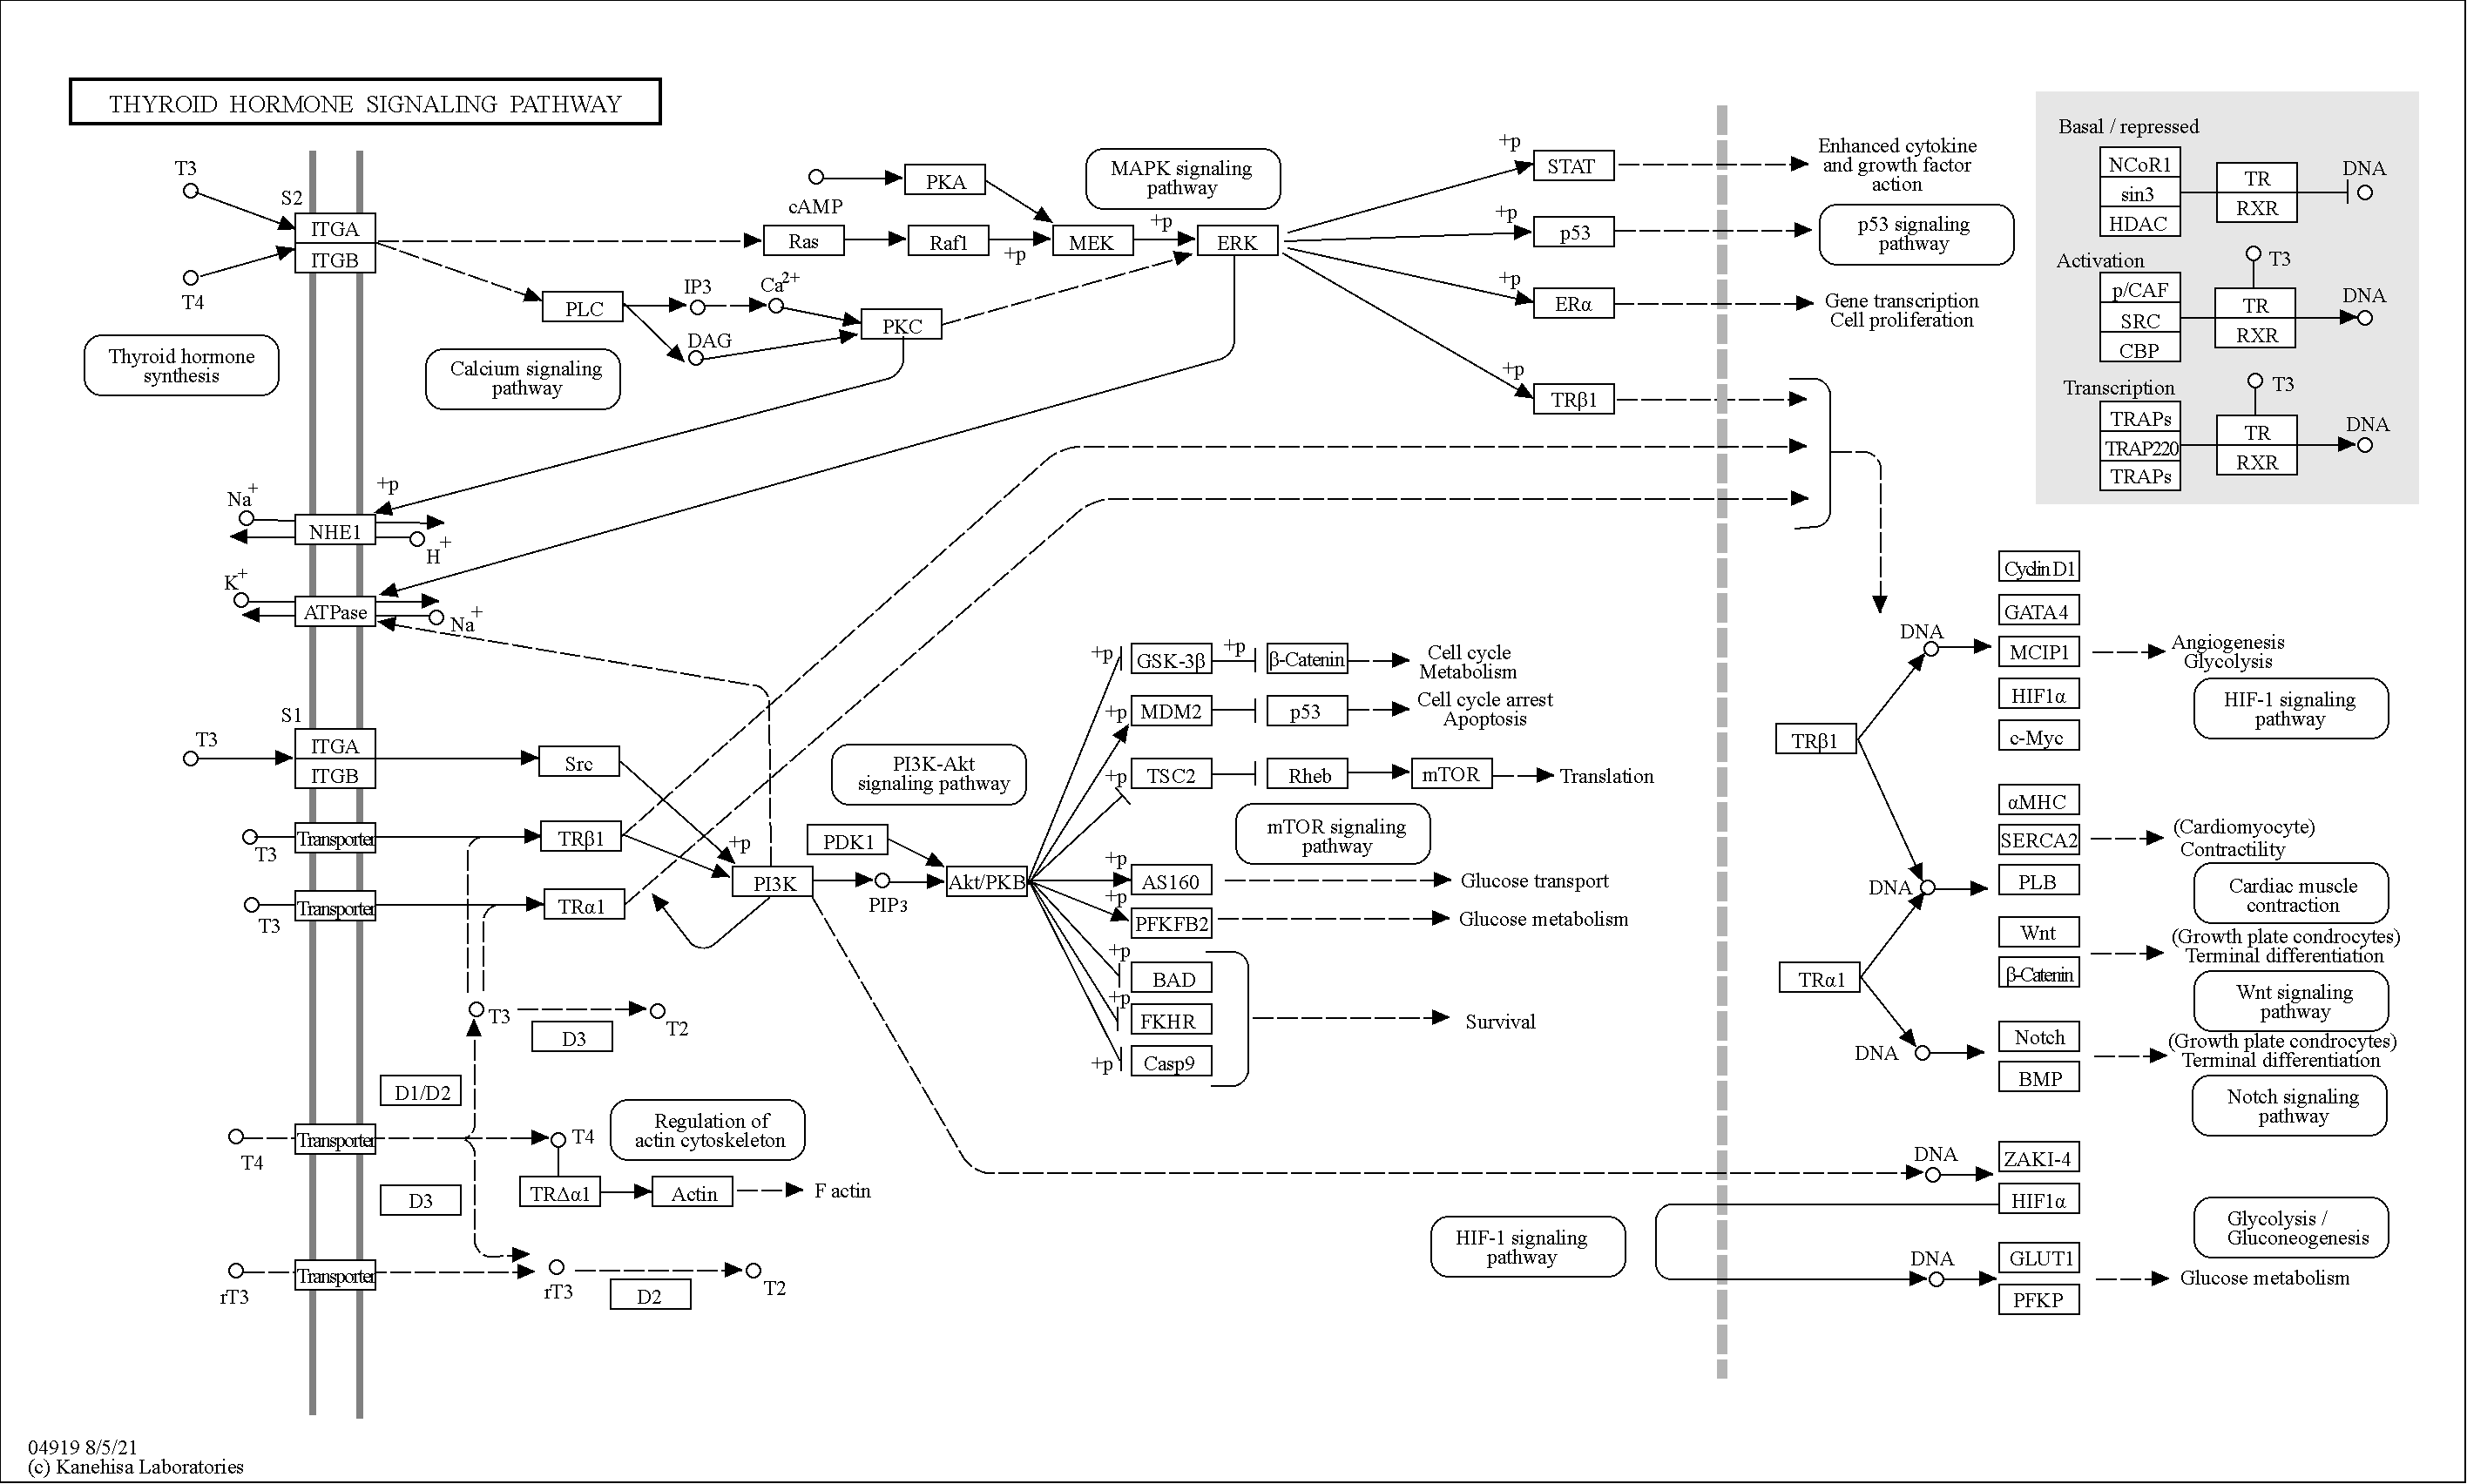 THYROID HORMONE SIGNALING PATHWAY
T3
S2
ITGA
ITGB
T4
Thyroid hormone
synthesis
cAMP
PKA
MAPK signaling
pathway
Ras
Raf1
+p
MEK
+p
ERK
PLC
IP3
Ca2+
DAG
PKC
Calcium signaling
pathway
+p
STAT
Enhanced cytokine
and growth factor
action
+p
p53
p53 signaling
pathway
+p
ERα
Gene transcription
Cell proliferation
+p
TRβ1
Basal / repressed
NCoR1
sin3
HDAC
TR
RXR
DNA
Activation
p/CAF
SRC
CBP
T3
TR
RXR
DNA
Transcription
TRAPs
TRAP220
TRAPs
T3
TR
RXR
DNA
Na+
+p
NHE1
H+
K+
ATPase
Na+
S1
T3
ITGA
ITGB
Src
T3
Transporter
TRβ1
T3
Transporter
TRα1
+p
PI3K
PI3K-Akt
signaling pathway
PDK1
PIP3
Akt/PKB
+p
GSK-3β
+p
β-Catenin
Cell cycle
Metabolism
+p
MDM2
p53
Cell cycle arrest
Apoptosis
+p
TSC2
Rheb
mTOR
Translation
mTOR signaling
pathway
+p
AS160
Glucose transport
+p
PFKFB2
Glucose metabolism
+p
BAD
+p
FKHR
Survival
+p
Casp9
T3
D3
T2
D1/D2
T4
Transporter
T4
Regulation of
actin cytoskeleton
D3
TRΔα1
Actin
F actin
rT3
Transporter
rT3
D2
T2
Cyclin D1
GATA4
DNA
MCIP1
Angiogenesis
Glycolysis
HIF1α
HIF-1 signaling
pathway
c-Myc
TRβ1
αMHC
SERCA2
(Cardiomyocyte)
Contractility
DNA
PLB
Cardiac muscle
contraction
Wnt
(Growth plate condrocytes)
Terminal differentiation
β-Catenin
Wnt signaling
pathway
TRα1
DNA
Notch
(Growth plate condrocytes)
Terminal differentiation
BMP
Notch signaling
pathway
DNA
ZAKI-4
HIF1α
HIF-1 signaling
pathway
Glycolysis /
Gluconeogenesis
DNA
GLUT1
Glucose metabolism
PFKP
04919 8/5/21
(c) Kanehisa Laboratories